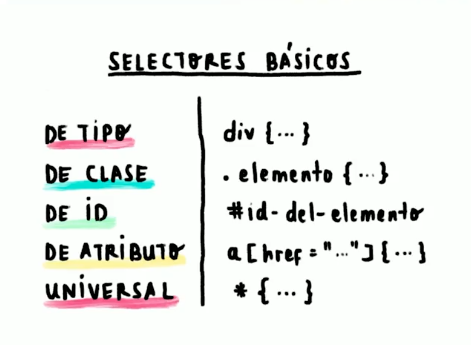 SELECTORES BÁSICOS
DE TIPO div {...}
DE CLASE .elemento {...}
DE ID #id-del-elemento
DE ATRIBUTO a[href="..."]{...}
UNIVERSAL * {...}